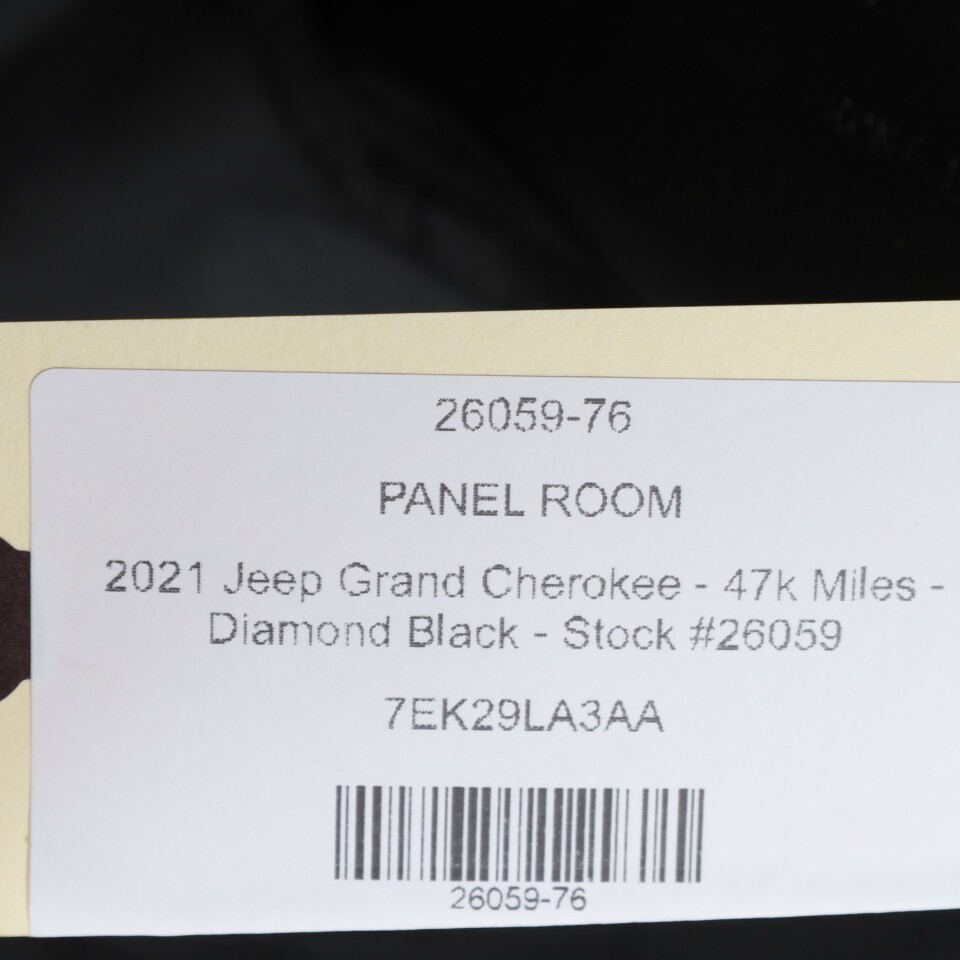 26059-76
PANEL ROOM
2021 Jeep Grand Cherokee - 47k Miles -
Diamond Black - Stock #26059
7EK29LA3AA
26059-76